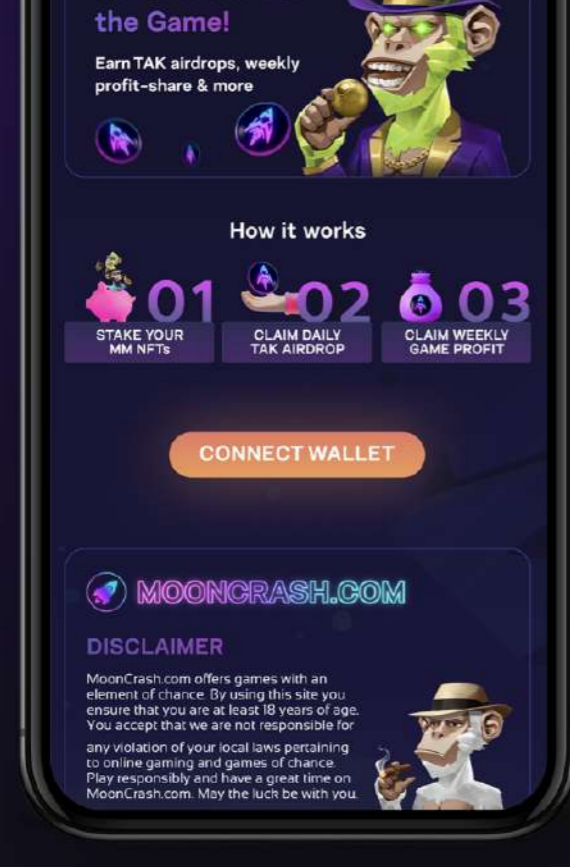 the Game!
Earn TAK airdrops, weekly
profit-share & more
How it works
01
STAKE YOUR
MM NFTs
02
CLAIM DAILY
TAK AIRDROP
03
CLAIM WEEKLY
GAME PROFIT
CONNECT WALLET
MOONCRASH.COM
DISCLAIMER
MoonCrash.com offers games with an
element of chance. By using this site you
ensure that you are at least 18 years of age.
You accept that we are not responsible for
any violation of your local laws pertaining
to online gaming and games of chance.
Play responsibly and have a great time on
MoonCrash.com. May the luck be with you.